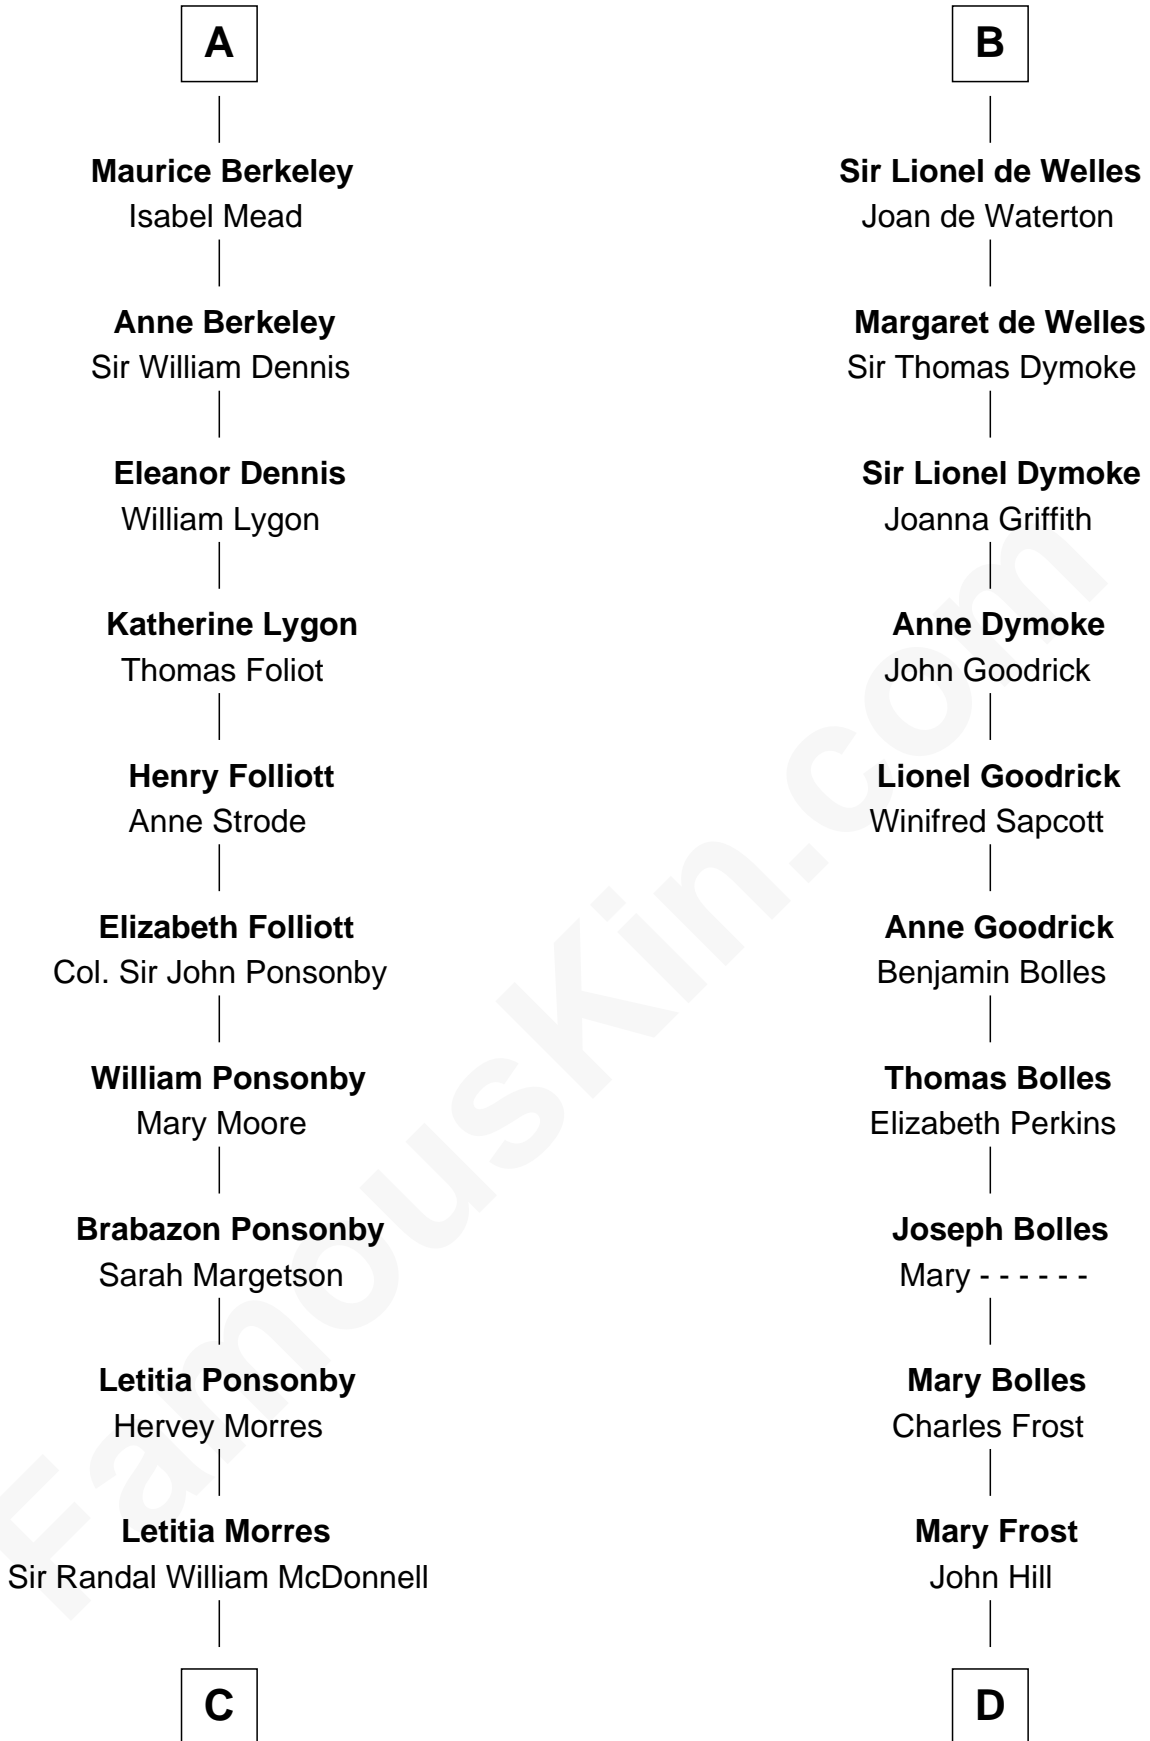 A
Maurice Berkeley
Isabel Mead
Anne Berkeley
Sir William Dennis
Eleanor Dennis
William Lygon
Katherine Lygon
Thomas Foliot
Henry Folliott
Anne Strode
Elizabeth Folliott
Col. Sir John Ponsonby
William Ponsonby
Mary Moore
Brabazon Ponsonby
Sarah Margetson
Letitia Ponsonby
Hervey Morres
Letitia Morres
Sir Randal William McDonnell
C
B
Sir Lionel de Welles
Joan de Waterton
Margaret de Welles
Sir Thomas Dymoke
Sir Lionel Dymoke
Joanna Griffith
Anne Dymoke
John Goodrick
Lionel Goodrick
Winifred Sapcott
Anne Goodrick
Benjamin Bolles
Thomas Bolles
Elizabeth Perkins
Joseph Bolles
Mary - - - - - -
Mary Bolles
Charles Frost
Mary Frost
John Hill
D
FamousKin.com